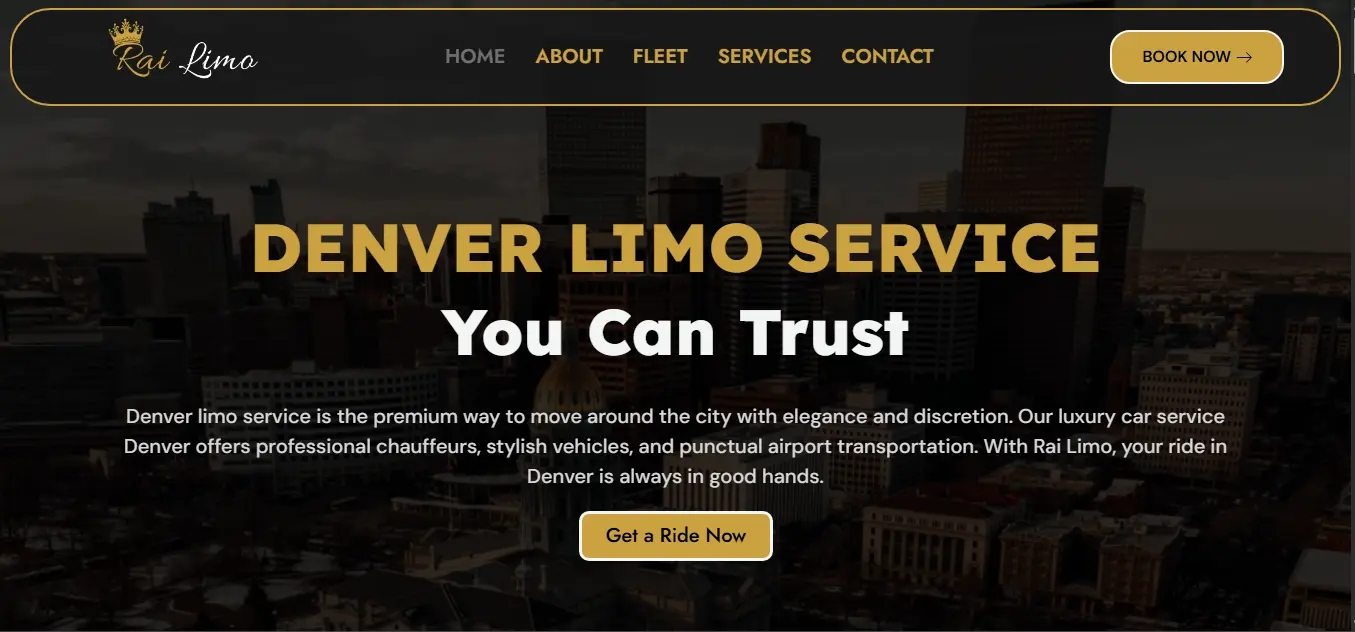 Rai Limo
HOME ABOUT FLEET SERVICES CONTACT
BOOK NOW →
DENVER LIMO SERVICE
You Can Trust
Denver limo service is the premium way to move around the city with elegance and discretion. Our luxury car service
Denver offers professional chauffeurs, stylish vehicles, and punctual airport transportation. With Rai Limo, your ride in
Denver is always in good hands.
Get a Ride Now